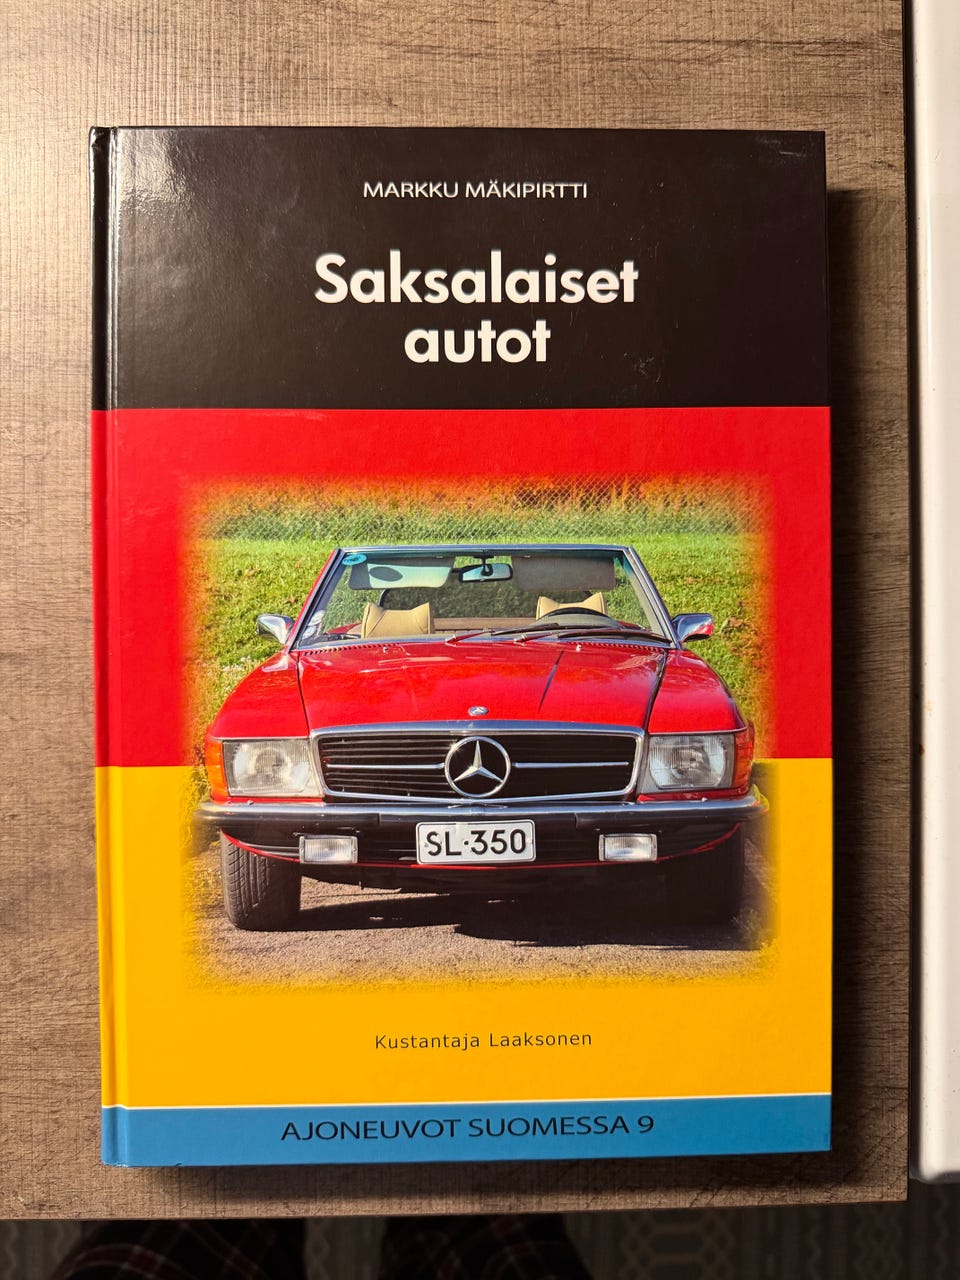 MARKKU MÄKIPIRTTI
Saksalaiset
autot
SL-350
Kustantaja Laaksonen
AJONEUVOT SUOMESSA 9